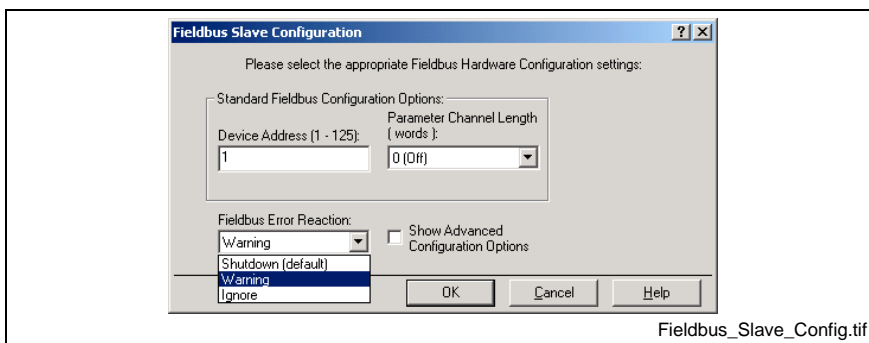 Fieldbus Slave Configuration
Please select the appropriate Fieldbus Hardware Configuration settings:
Standard Fieldbus Configuration Options:
Device Address (1 - 125):
1
Parameter Channel Length
( words ):
0 (Off)
Fieldbus Error Reaction:
Warning
Shutdown (default)
Warning
Ignore
Show Advanced
Configuration Options
OK
Cancel
Help
Fieldbus_Slave_Config.tif